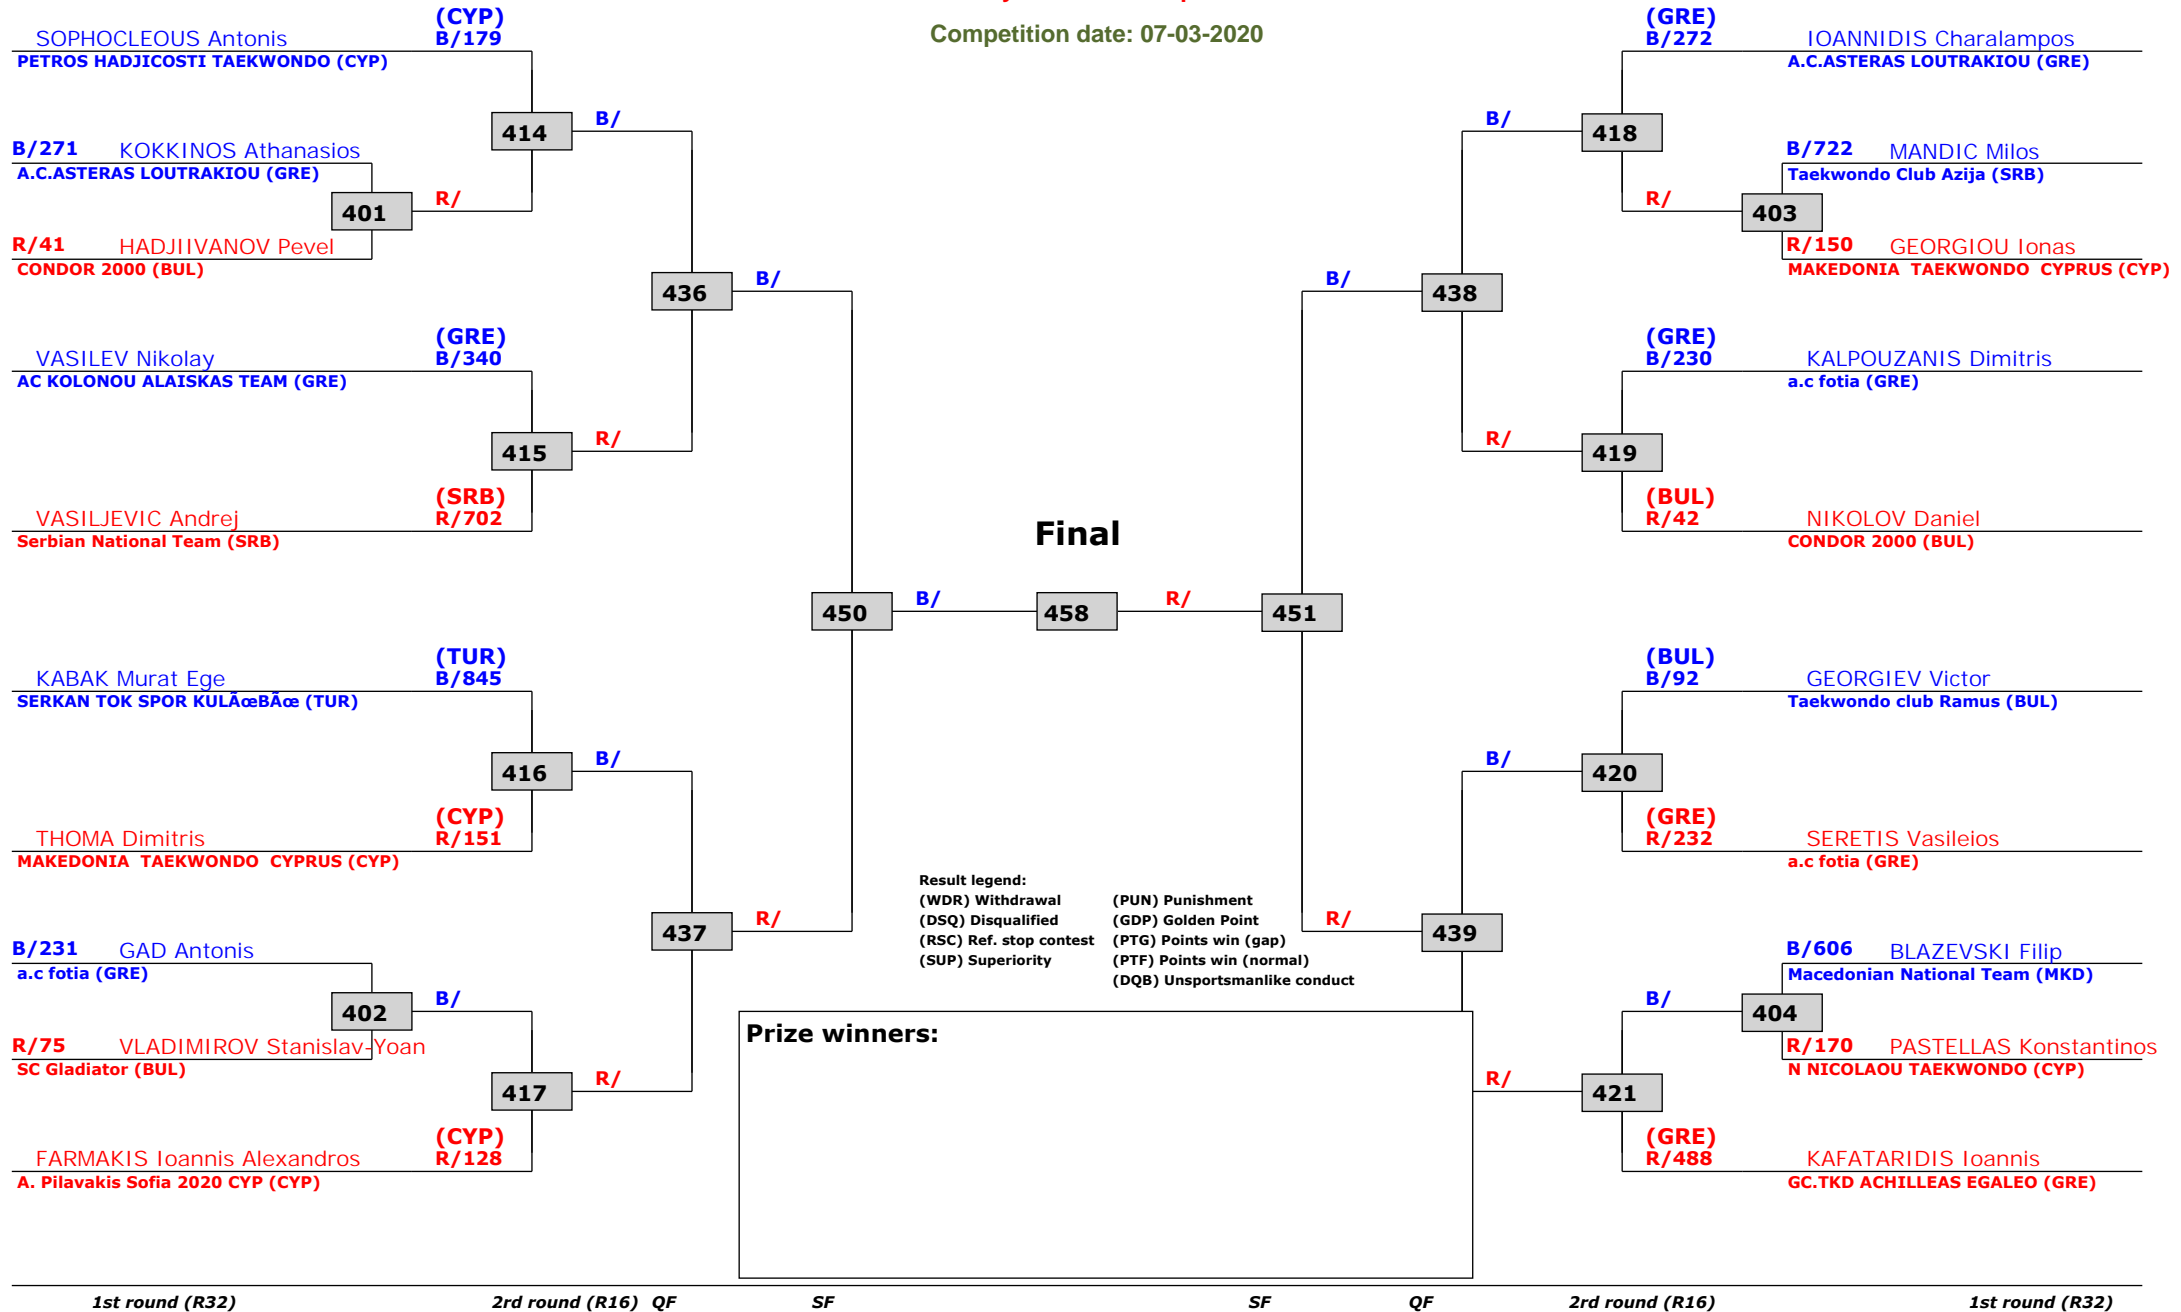 Competition date: 07-03-2020
(CYP)
SOPHOCLEOUS Antonis B/179
PETROS HADJICOSTI TAEKWONDO (CYP)
414
B/
B/271 KOKKINOS Athanasios
A.C.ASTERAS LOUTRAKIOU (GRE)
401
R/
R/41 HADJIIVANOV Pevel
CONDOR 2000 (BUL)
436
B/
(GRE)
VASILEV Nikolay B/340
AC KOLONOU ALAISKAS TEAM (GRE)
415
R/
(SRB)
VASILJEVIC Andrej R/702
Serbian National Team (SRB)
450
B/
(TUR)
KABAK Murat Ege B/845
SERKAN TOK SPOR KULÃœBÃœ (TUR)
416
B/
(CYP)
THOMA Dimitris R/151
MAKEDONIA TAEKWONDO CYPRUS (CYP)
437
R/
B/231 GAD Antonis
a.c fotia (GRE)
402
B/
R/75 VLADIMIROV Stanislav-Yoan
SC Gladiator (BUL)
417
R/
(CYP)
FARMAKIS Ioannis Alexandros R/128
A. Pilavakis Sofia 2020 CYP (CYP)
Final
458
R/
451
(GRE)
B/272 IOANNIDIS Charalampos
A.C.ASTERAS LOUTRAKIOU (GRE)
B/
418
B/722 MANDIC Milos
Taekwondo Club Azija (SRB)
R/
403
R/150 GEORGIOU Ionas
MAKEDONIA TAEKWONDO CYPRUS (CYP)
B/
438
(GRE)
B/230 KALPOUZANIS Dimitris
a.c fotia (GRE)
R/
419
(BUL)
R/42 NIKOLOV Daniel
CONDOR 2000 (BUL)
(BUL)
B/92 GEORGIEV Victor
Taekwondo club Ramus (BUL)
B/
420
(GRE)
R/232 SERETIS Vasileios
a.c fotia (GRE)
R/
439
B/606 BLAZEVSKI Filip
Macedonian National Team (MKD)
B/
404
R/170 PASTELLAS Konstantinos
N NICOLAOU TAEKWONDO (CYP)
R/
421
(GRE)
R/488 KAFATARIDIS Ioannis
GC.TKD ACHILLEAS EGALEO (GRE)
Result legend:
(WDR) Withdrawal (PUN) Punishment
(DSQ) Disqualified (GDP) Golden Point
(RSC) Ref. stop contest (PTG) Points win (gap)
(SUP) Superiority (PTF) Points win (normal)
(DQB) Unsportsmanlike conduct
Prize winners:
1st round (R32) 2rd round (R16) QF SF SF QF 2rd round (R16) 1st round (R32)